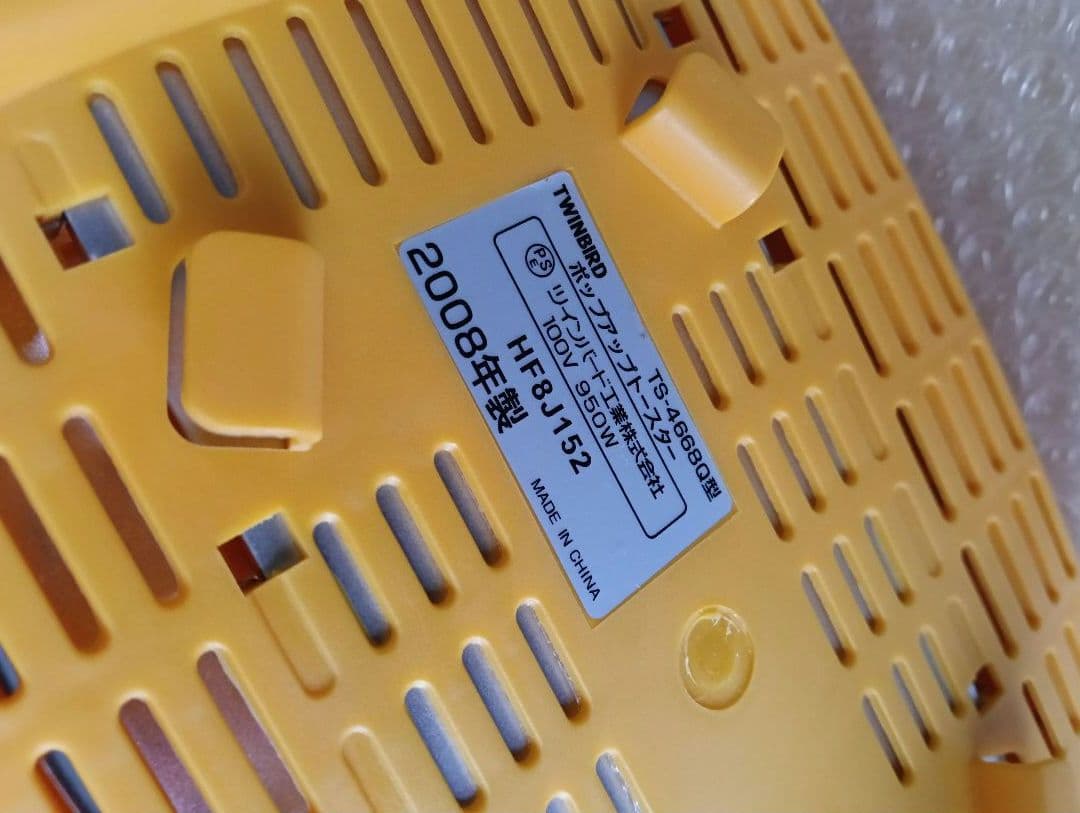 TWINBIRD
TS-4668Q型
ポップアップトースター
PS E ツインバード工業株式会社
100V 950W
HF8J152
2008年製
MADE IN CHINA